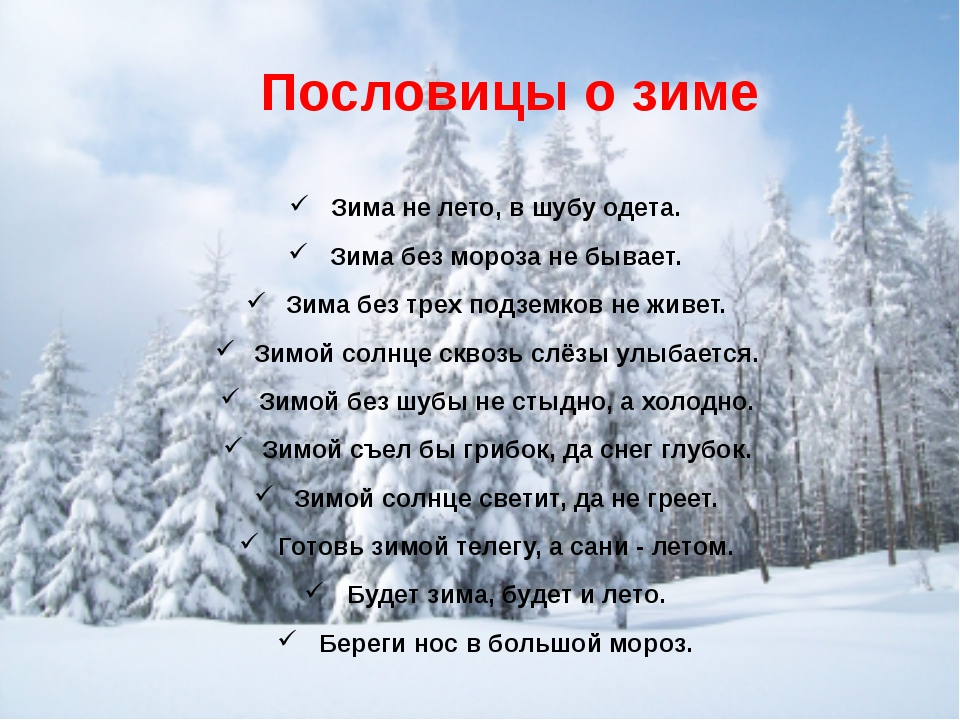 Пословицы о зиме
Зима не лето, в шубу одета.
Зима без мороза не бывает.
Зима без трех подземков не живет.
Зимой солнце сквозь слёзы улыбается.
Зимой без шубы не стыдно, а холодно.
Зимой съел бы грибок, да снег глубок.
Зимой солнце светит, да не греет.
Готовь зимой телегу, а сани - летом.
Будет зима, будет и лето.
Береги нос в большой мороз.